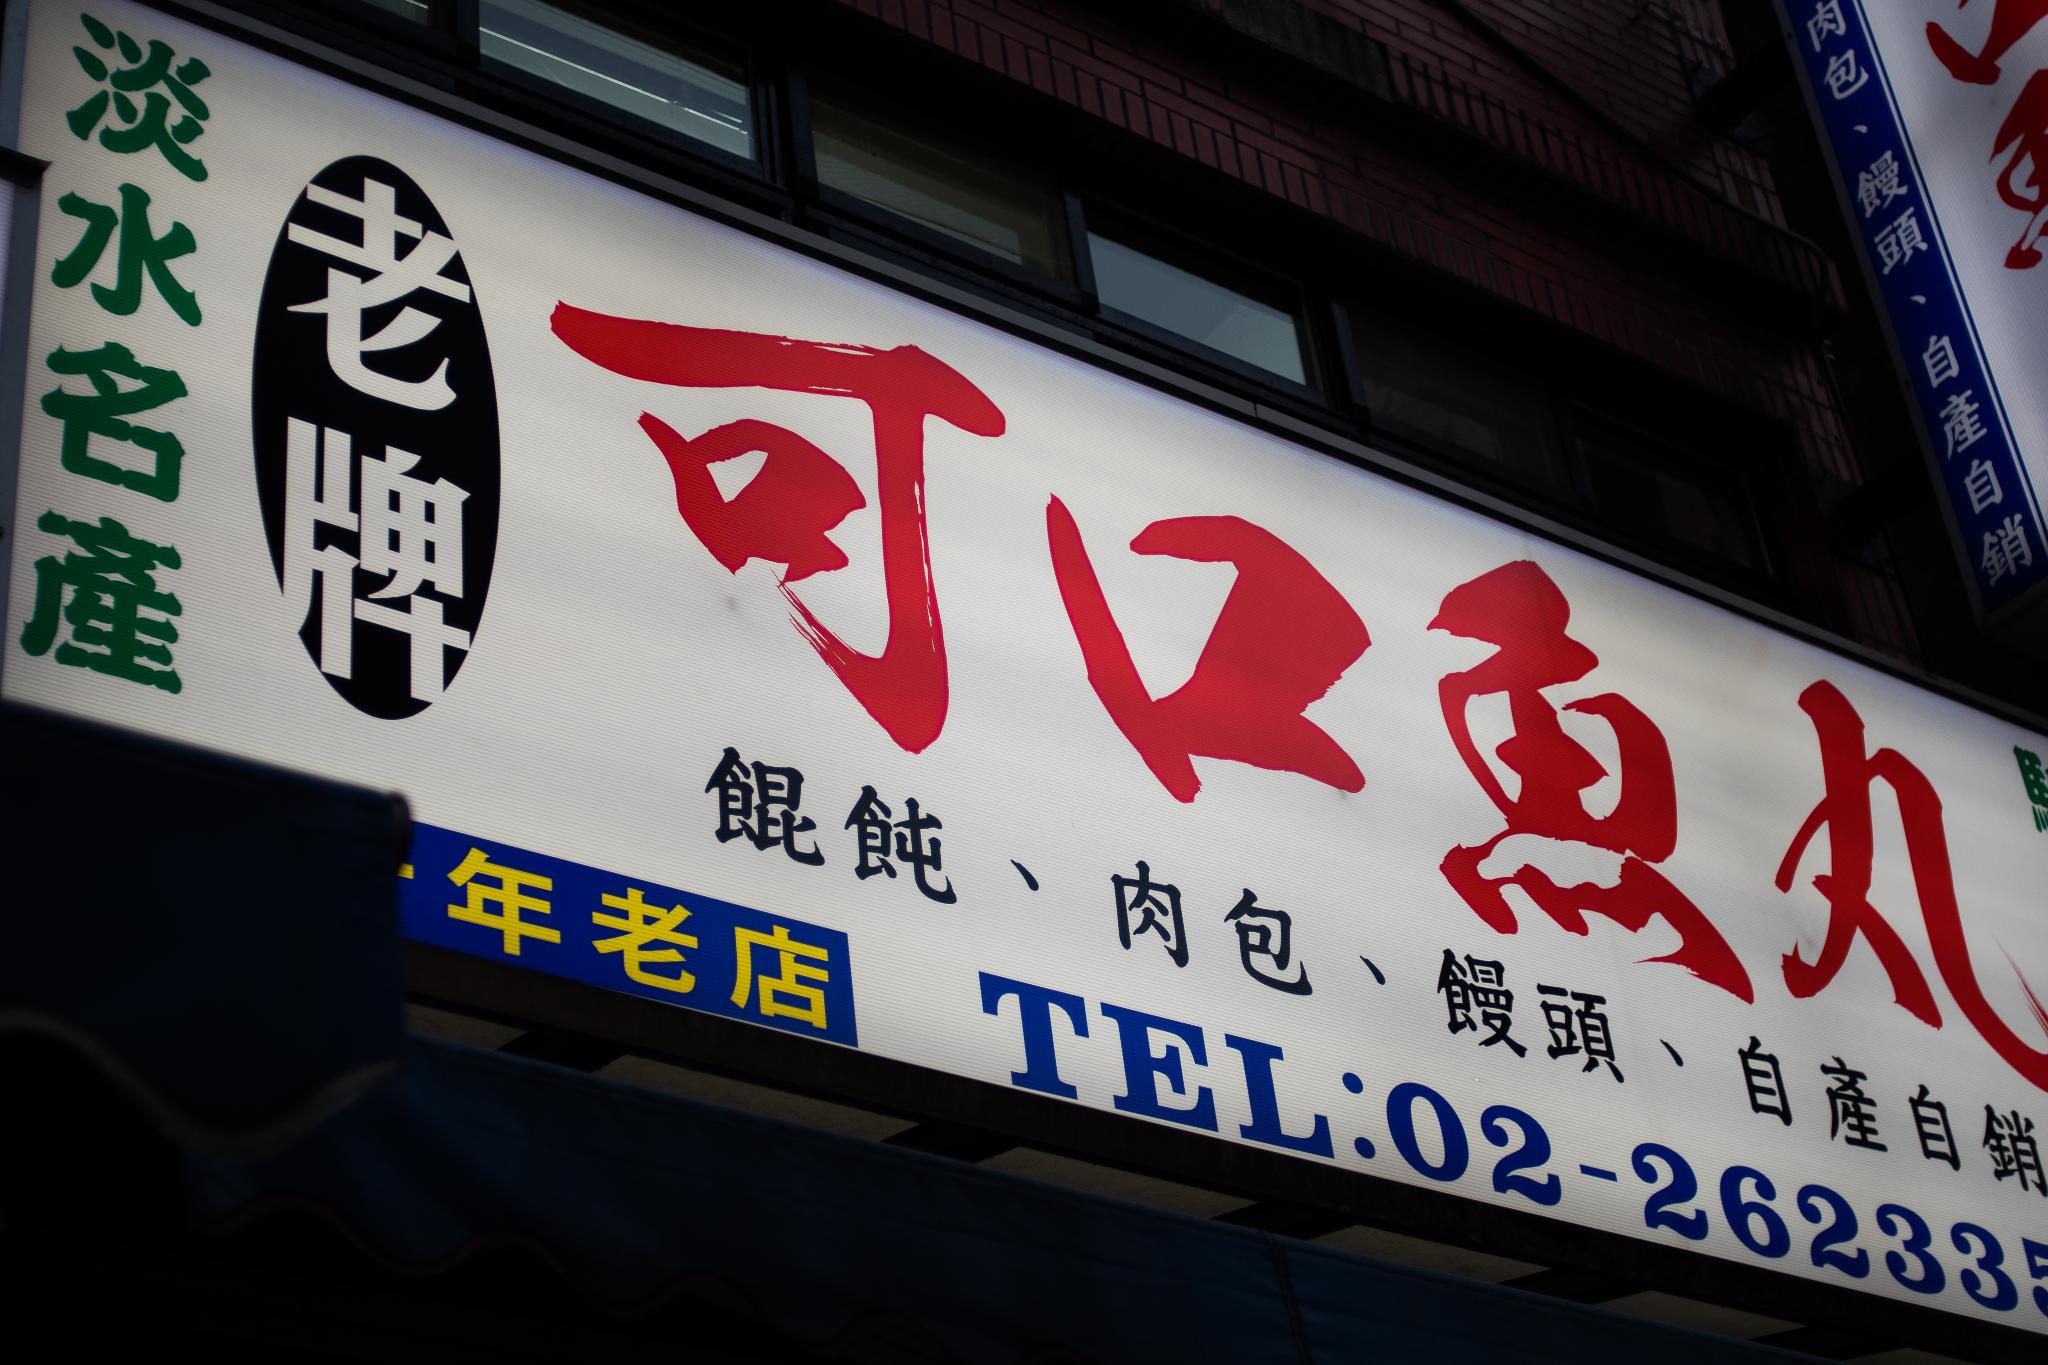 淡水名產
老牌
可口魚丸
餛飩、肉包、饅頭、自產自銷
年老店
TEL:02-262335
肉包、饅頭、自產自銷